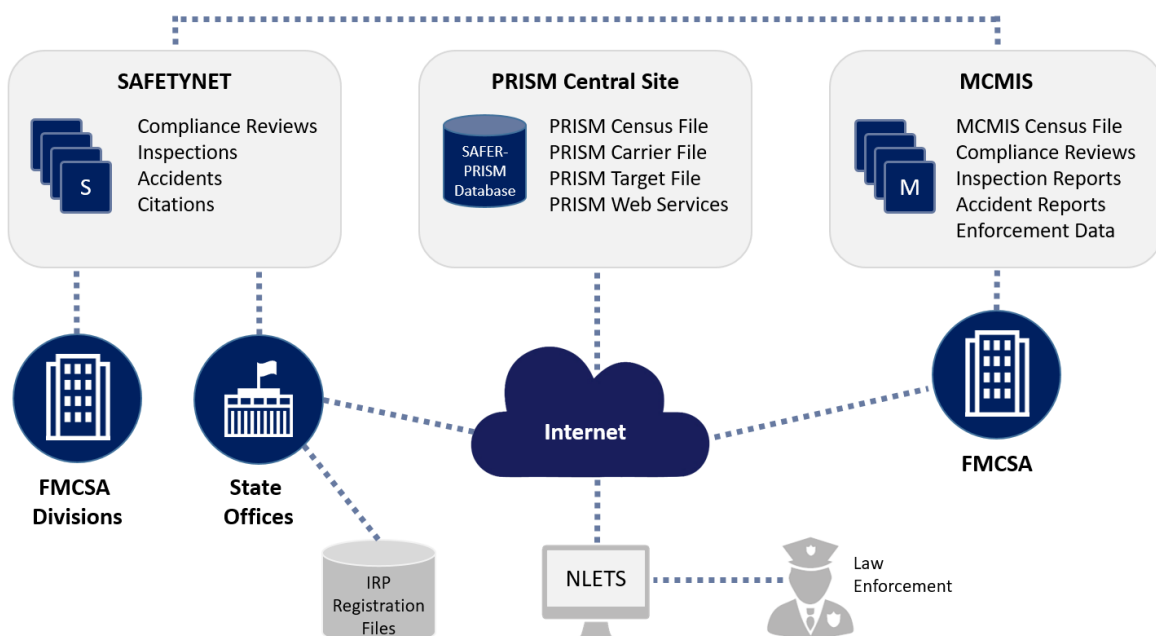 SAFETYNET
Compliance Reviews
Inspections
Accidents
Citations
S
PRISM Central Site
SAFER-
PRISM
Database
PRISM Census File
PRISM Carrier File
PRISM Target File
PRISM Web Services
MCMIS
M
MCMIS Census File
Compliance Reviews
Inspection Reports
Accident Reports
Enforcement Data
FMCSA
Divisions
State
Offices
Internet
FMCSA
IRP
Registration
Files
NLETS
Law
Enforcement